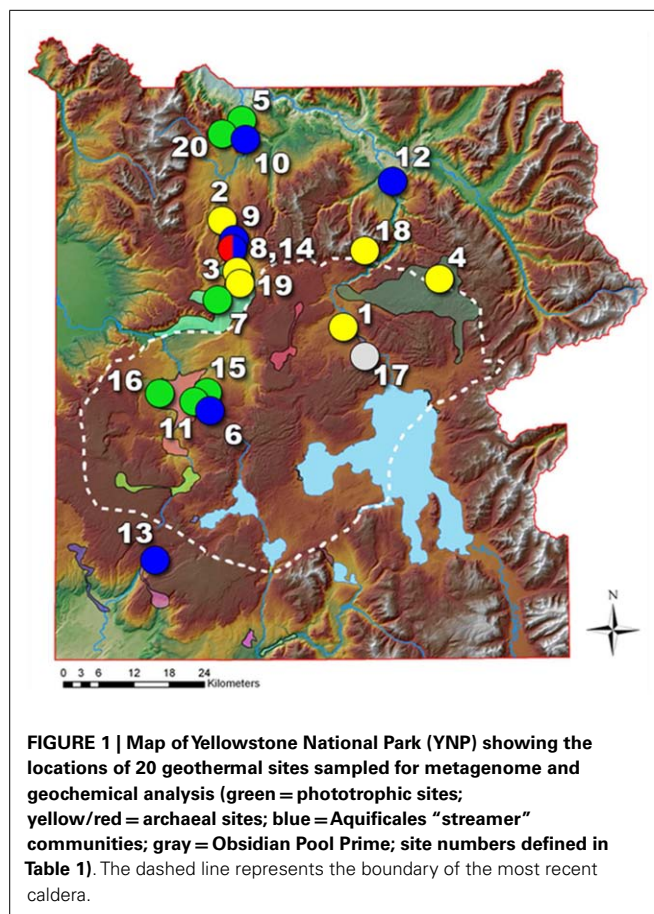 5
20
10
12
2
9
8,14
18
3
4
19
7
1
17
16
15
11
6
13
N
0 3 6 12 18 24
Kilometers
FIGURE 1 | Map of Yellowstone National Park (YNP) showing the
locations of 20 geothermal sites sampled for metagenome and
geochemical analysis (green = phototrophic sites;
yellow/red = archaeal sites; blue = Aquificales “streamer”
communities; gray = Obsidian Pool Prime; site numbers defined in
Table 1). The dashed line represents the boundary of the most recent
caldera.